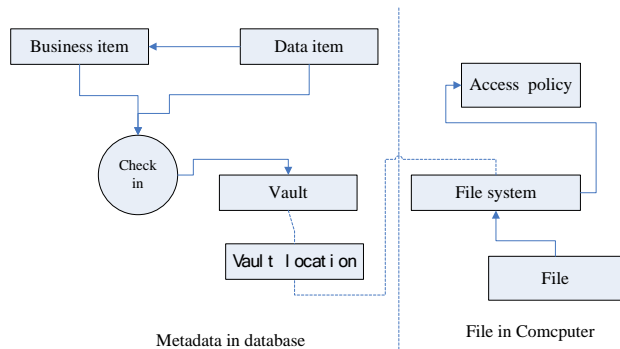 Business item
Data item
Access policy
Check
in
Vault
File system
Vault location
File
Metadata in database
File in Comcputer